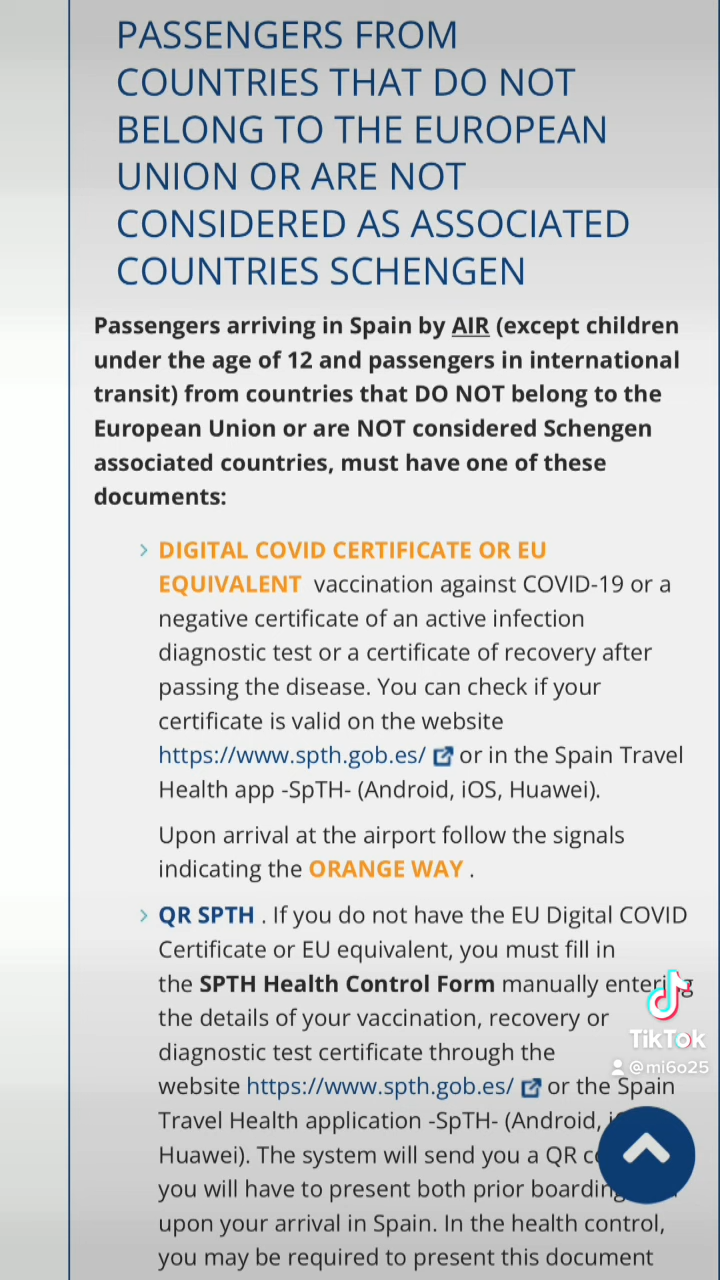 PASSENGERS FROM
COUNTRIES THAT DO NOT
BELONG TO THE EUROPEAN
UNION OR ARE NOT
CONSIDERED AS ASSOCIATED
COUNTRIES SCHENGEN
Passengers arriving in Spain by AIR (except children
under the age of 12 and passengers in international
transit) from countries that DO NOT belong to the
European Union or are NOT considered Schengen
associated countries, must have one of these
documents:
DIGITAL COVID CERTIFICATE OR EU
EQUIVALENT vaccination against COVID-19 or a
negative certificate of an active infection
diagnostic test or a certificate of recovery after
passing the disease. You can check if your
certificate is valid on the website
https://www.spth.gob.es/ or in the Spain Travel
Health app -SpTH- (Android, iOS, Huawei).
Upon arrival at the airport follow the signals
indicating the ORANGE WAY .
QR SPTH . If you do not have the EU Digital COVID
Certificate or EU equivalent, you must fill in
the SPTH Health Control Form manually entering
the details of your vaccination, recovery or
TikTok
diagnostic test certificate through the
@mi6o25
website https://www.spth.gob.es/ or the Spain
Travel Health application -SpTH- (Android,
Huawei). The system will send you a QR
you will have to present both prior boarding
upon your arrival in Spain. In the health control,
you may be required to present this document